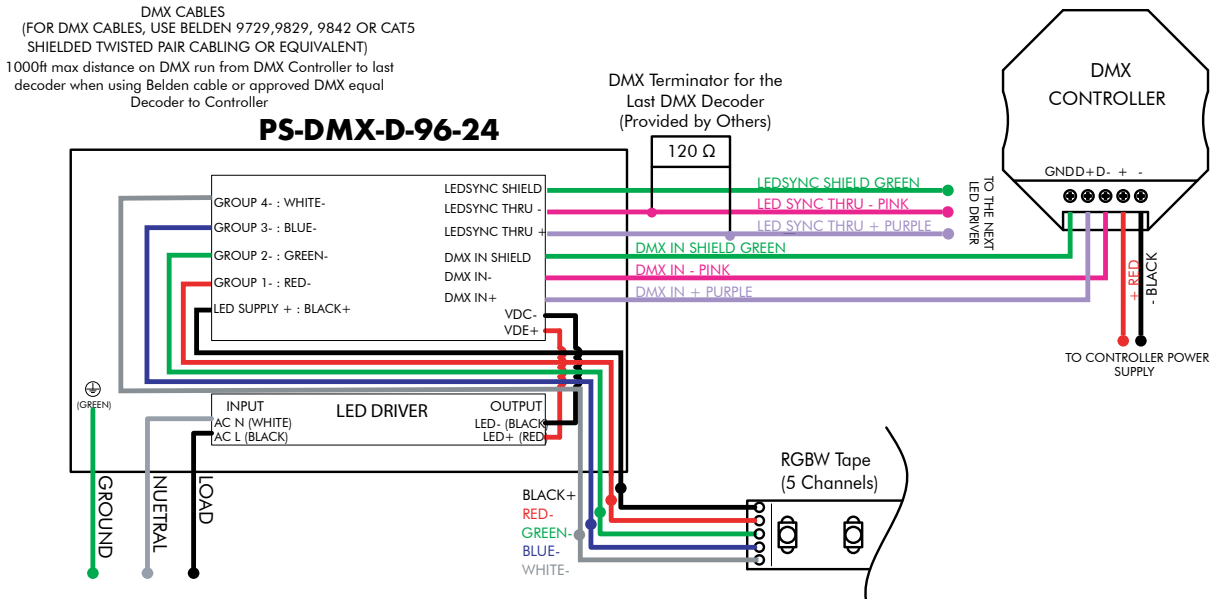 DMX CABLES
(FOR DMX CABLES, USE BELDEN 9729,9829, 9842 OR CAT5
SHIELDED TWISTED PAIR CABLING OR EQUIVALENT)
1000ft max distance on DMX run from DMX Controller to last
decoder when using Belden cable or approved DMX equal
Decoder to Controller
PS-DMX-D-96-24
DMX Terminator for the
Last DMX Decoder
(Provided by Others)
120 Ω
DMX
CONTROLLER
GNDD+D- + -
GROUP 4- : WHITE-
GROUP 3- : BLUE-
GROUP 2- : GREEN-
GROUP 1- : RED-
LED SUPPLY + : BLACK+
LEDSYNC SHIELD
LEDSYNC THRU -
LEDSYNC THRU +
DMX IN SHIELD
DMX IN-
DMX IN+
VDC-
VDE+
LEDSYNC SHIELD GREEN
LED SYNC THRU - PINK
LED SYNC THRU + PURPLE
DMX IN SHIELD GREEN
DMX IN - PINK
DMX IN + PURPLE
TO THE NEXT
LED DRIVER
+ RED
- BLACK
TO CONTROLLER POWER
SUPPLY
(GREEN)
INPUT
AC N (WHITE)
AC L (BLACK)
LED DRIVER
OUTPUT
LED- (BLACK)
LED+ (RED
GROUND
NUETRAL
LOAD
BLACK+
RED-
GREEN-
BLUE-
WHITE-
RGBW Tape
(5 Channels)